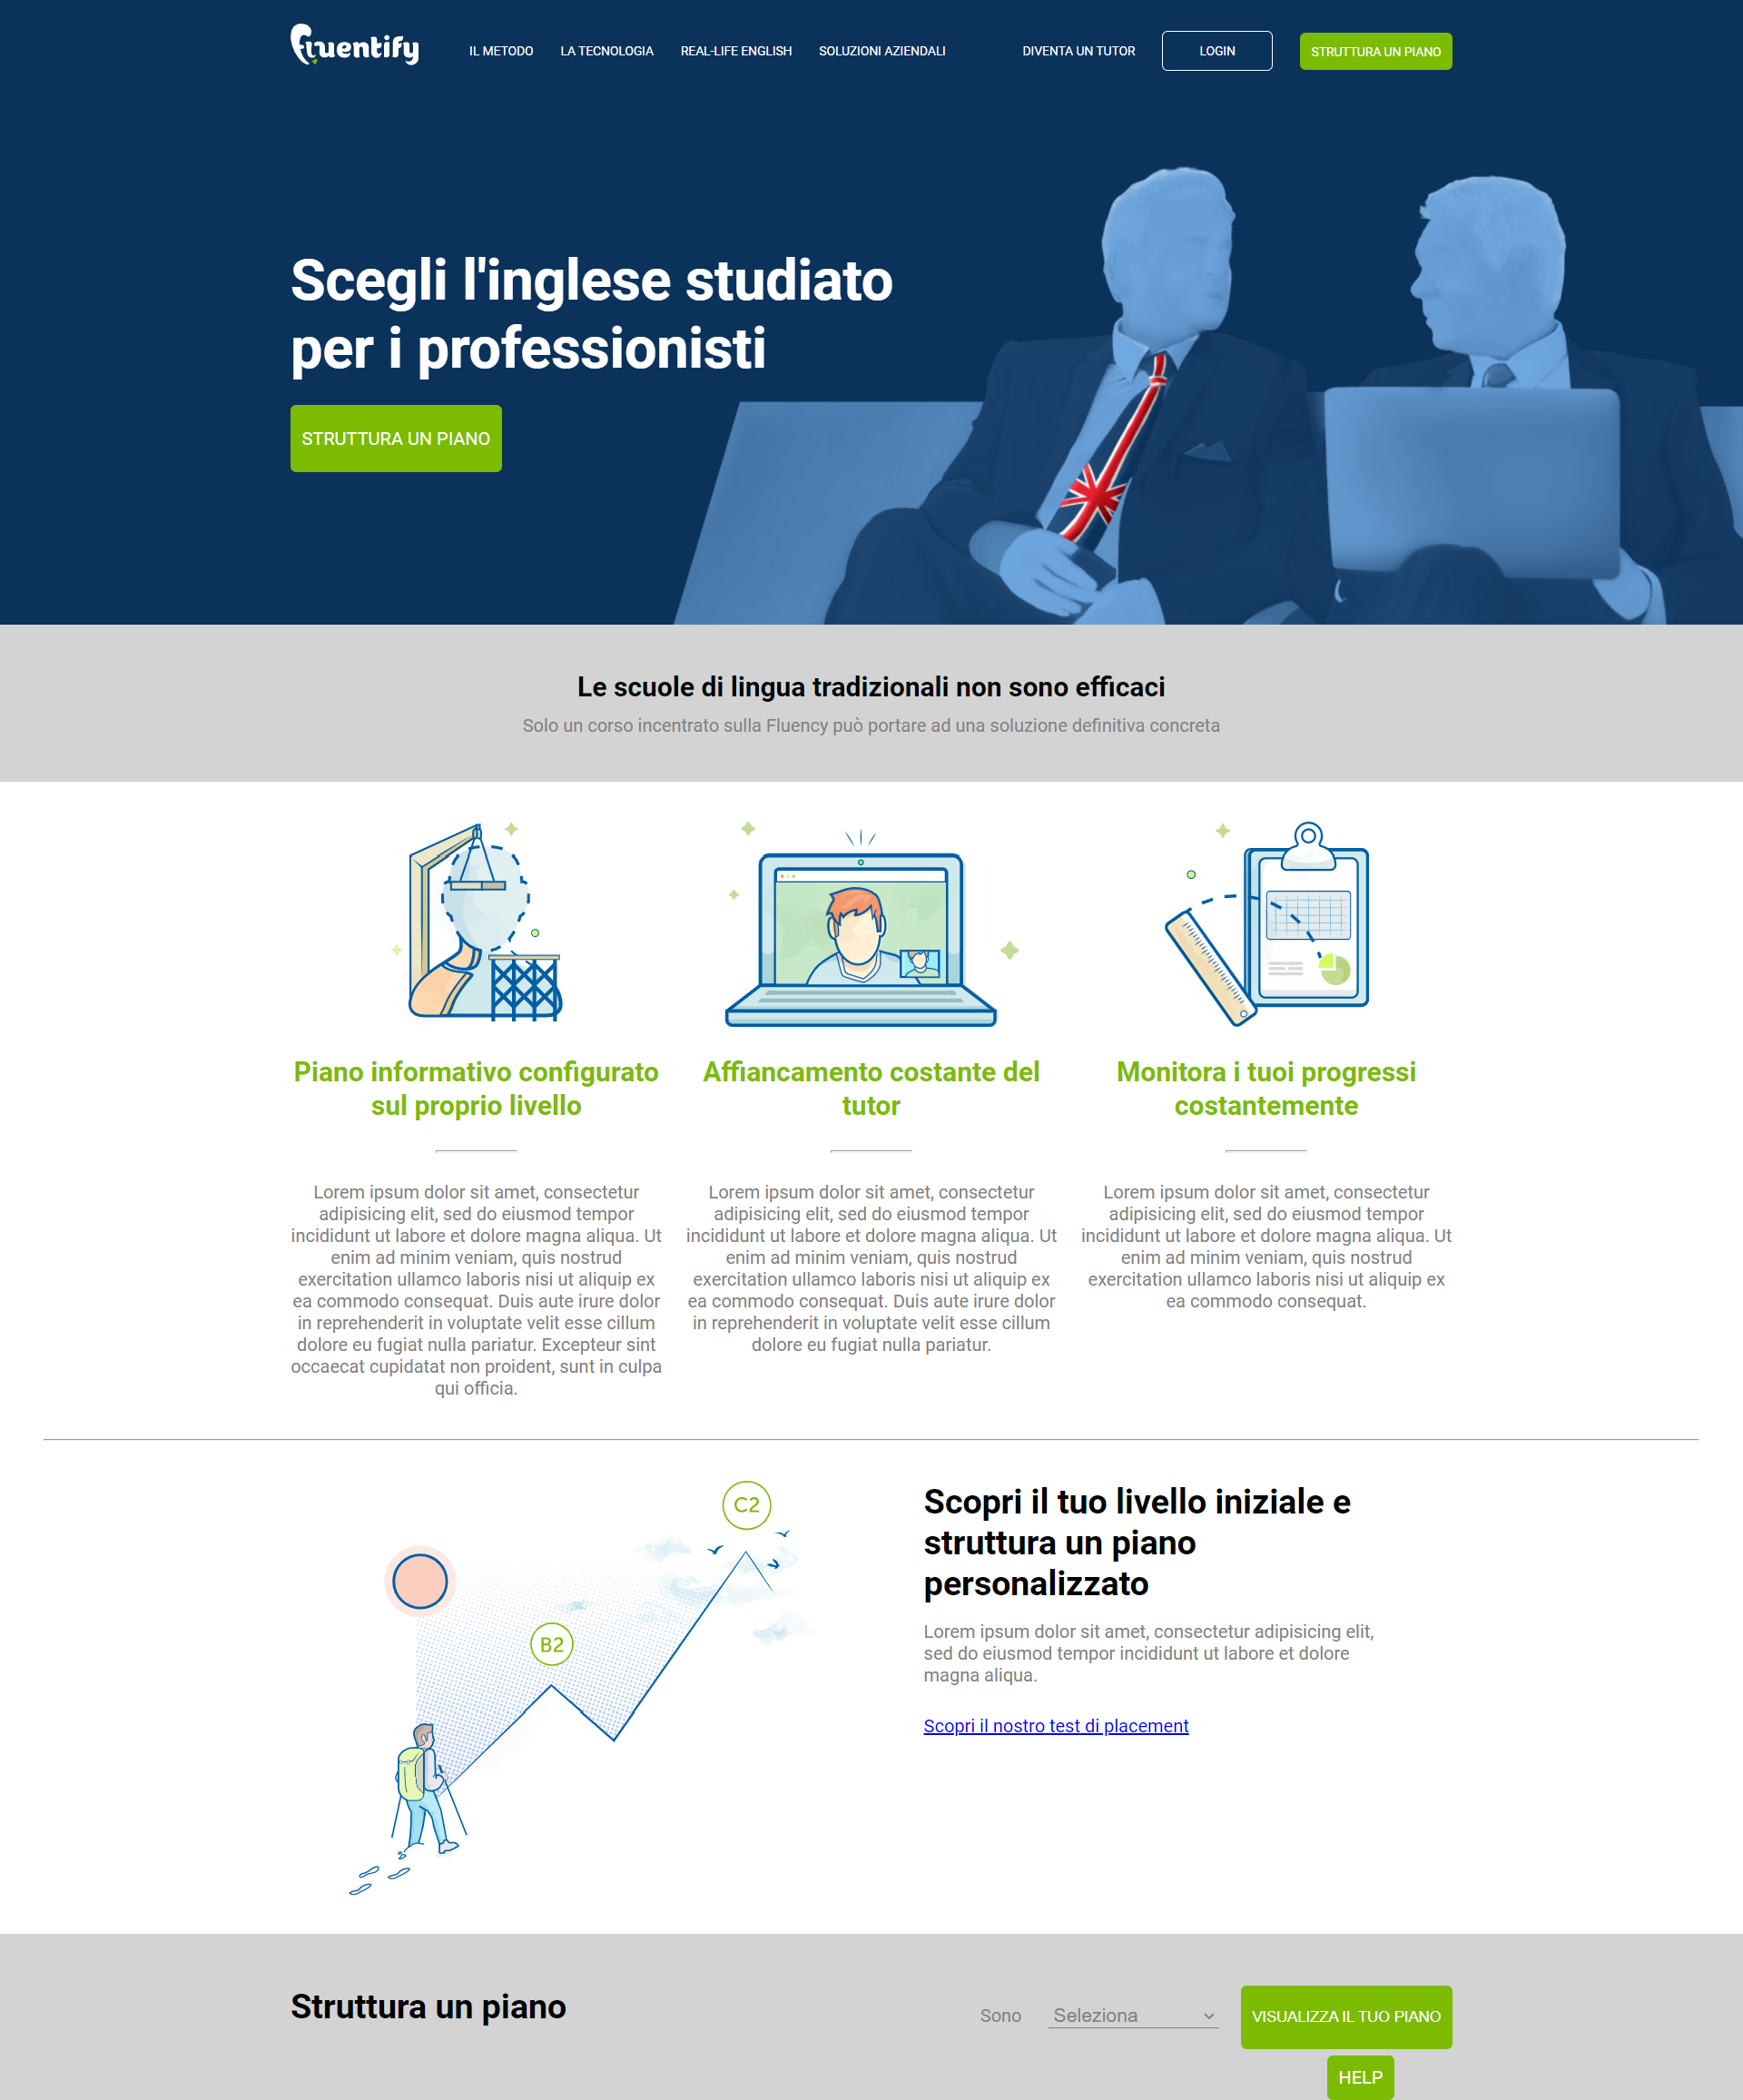 fluentify
IL METODO
LA TECNOLOGIA
REAL-LIFE ENGLISH
SOLUZIONI AZIENDALI
DIVENTA UN TUTOR
LOGIN
STRUTTURA UN PIANO
Scegli l'inglese studiato
per i professionisti
STRUTTURA UN PIANO
Le scuole di lingua tradizionali non sono efficaci
Solo un corso incentrato sulla Fluency può portare ad una soluzione definitiva concreta
Piano informativo configurato
sul proprio livello
Lorem ipsum dolor sit amet, consectetur
adipisicing elit, sed do eiusmod tempor
incididunt ut labore et dolore magna aliqua. Ut
enim ad minim veniam, quis nostrud
exercitation ullamco laboris nisi ut aliquip ex
ea commodo consequat. Duis aute irure dolor
in reprehenderit in voluptate velit esse cillum
dolore eu fugiat nulla pariatur. Excepteur sint
occaecat cupidatat non proident, sunt in culpa
qui officia.
Affiancamento costante del
tutor
Lorem ipsum dolor sit amet, consectetur
adipisicing elit, sed do eiusmod tempor
incididunt ut labore et dolore magna aliqua. Ut
enim ad minim veniam, quis nostrud
exercitation ullamco laboris nisi ut aliquip ex
ea commodo consequat. Duis aute irure dolor
in reprehenderit in voluptate velit esse cillum
dolore eu fugiat nulla pariatur.
Monitora i tuoi progressi
costantemente
Lorem ipsum dolor sit amet, consectetur
adipisicing elit, sed do eiusmod tempor
incididunt ut labore et dolore magna aliqua. Ut
enim ad minim veniam, quis nostrud
exercitation ullamco laboris nisi ut aliquip ex
ea commodo consequat.
C2
B2
Scopri il tuo livello iniziale e
struttura un piano
personalizzato
Lorem ipsum dolor sit amet, consectetur adipisicing elit,
sed do eiusmod tempor incididunt ut labore et dolore
magna aliqua.
Scopri il nostro test di placement
Struttura un piano
Sono
Seleziona
VISUALIZZA IL TUO PIANO
HELP